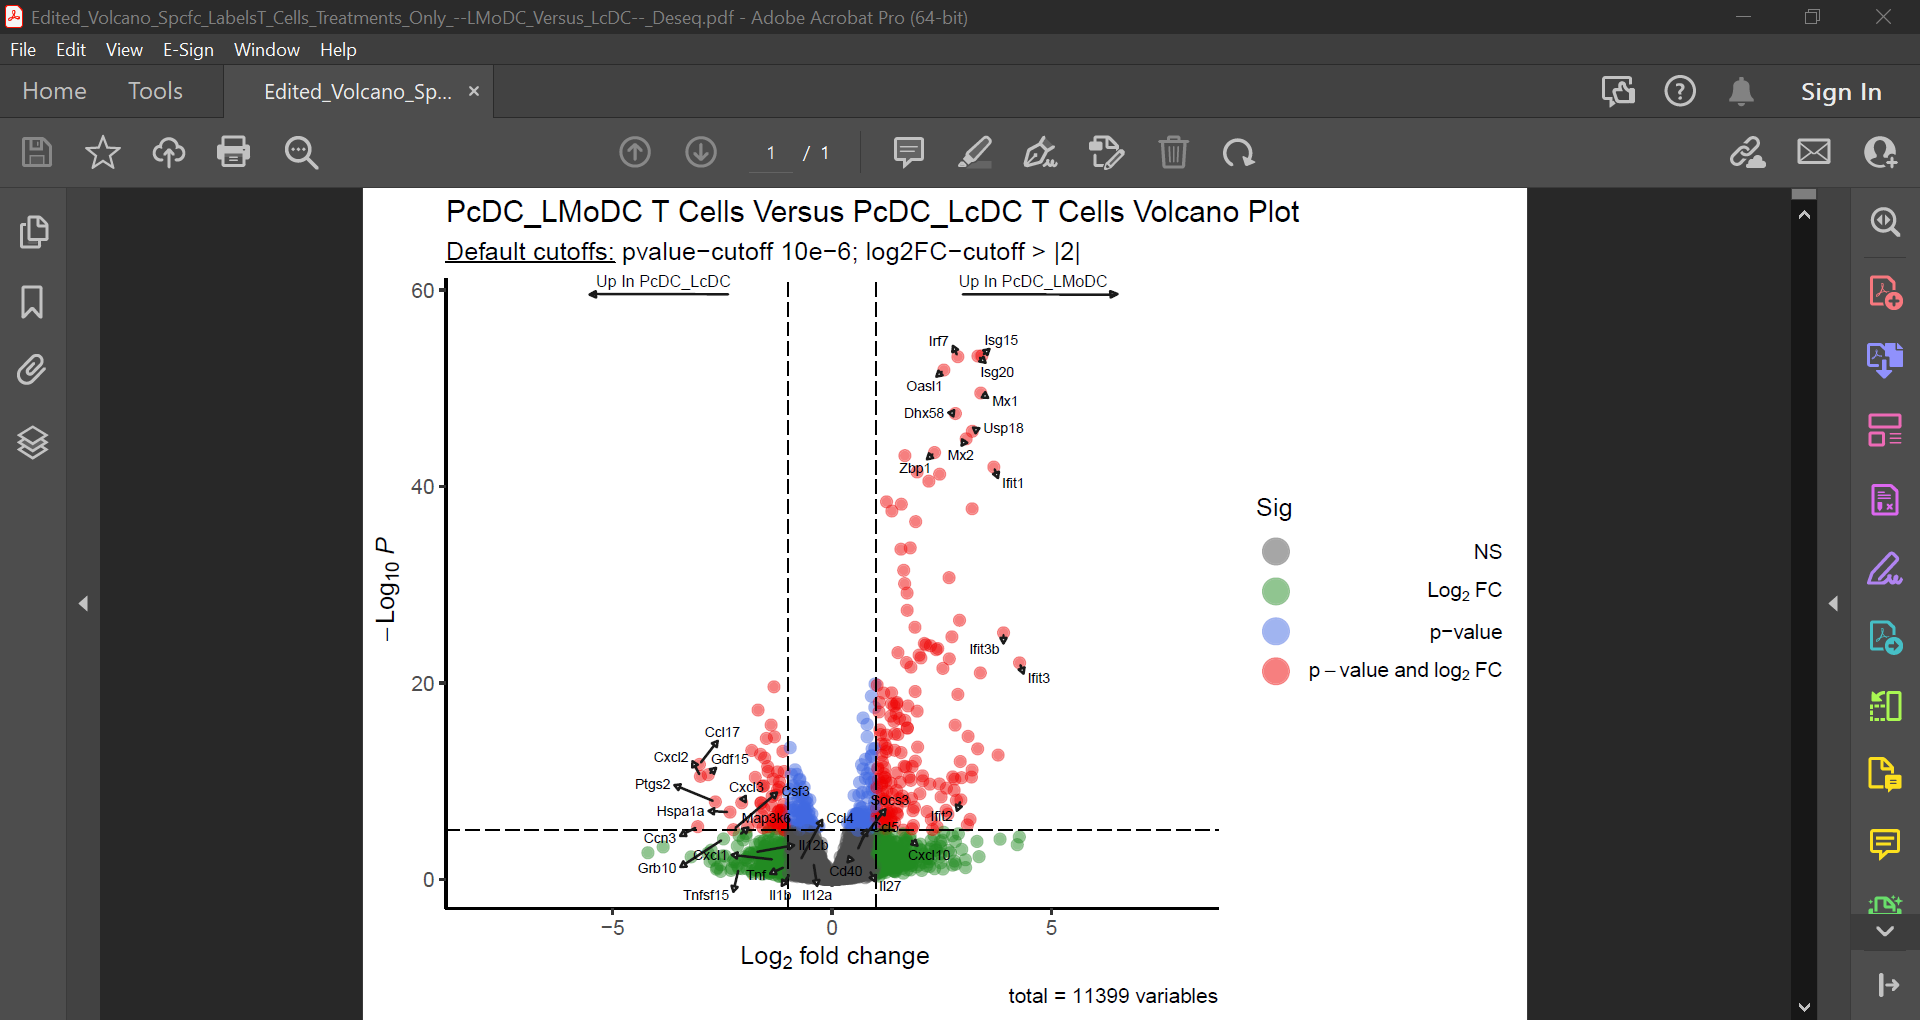 Edited_Volcano_Spcfc_LabelsT_Cells_Treatments_Only_--LMoDC_Versus_LcDC--_Deseq.pdf - Adobe Acrobat Pro (64-bit)
File Edit View E-Sign Window Help
Home Tools Edited_Volcano_Sp... × Sign In
1 / 1
PcDC_LMoDC T Cells Versus PcDC_LcDC T Cells Volcano Plot
Default cutoffs: pvalue−cutoff 10e−6; log2FC−cutoff > |2|
Up In PcDC_LcDC Up In PcDC_LMoDC
60
Irf7 Isg15
Isg20
Oasl1
Mx1
Dhx58
Usp18
Mx2
Zbp1
Ifit1
40
Sig
NS
Log2 FC
p−value
p − value and log2 FC
−Log10 P
Ifit3b
Ifit3
20
Ccl17
Cxcl2 Gdf15
Ptgs2 Cxcl3 Csf3
Socs3
Hspa1a Map3k6 Ccl4 Ifit2
Ccl5
Ccn3
Il12b
Cxcl1 Cxcl10
Grb10 Tnf Cd40
0
Tnfsf15 Il1b Il12a Il27
−5 0 5
Log2 fold change
total = 11399 variables